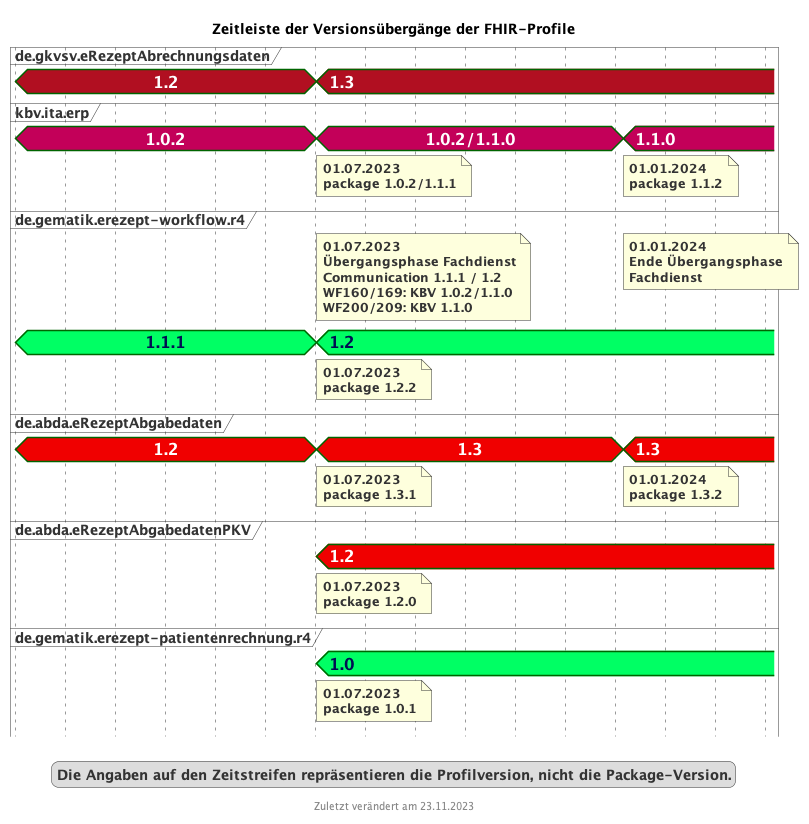 Zeitleiste der Versionsübergänge der FHIR-Profile
de.gkvsv.eRezeptAbrechnungsdaten
1.2
1.3
kbv.ita.erp
1.0.2
1.0.2/1.1.0
1.1.0
01.07.2023
package 1.0.2/1.1.1
01.01.2024
package 1.1.2
de.gematik.erezept-workflow.r4
01.07.2023
Übergangsphase Fachdienst
Communication 1.1.1 / 1.2
WF160/169: KBV 1.0.2/1.1.0
WF200/209: KBV 1.1.0
01.01.2024
Ende Übergangsphase
Fachdienst
1.1.1
1.2
01.07.2023
package 1.2.2
de.abda.eRezeptAbgabedaten
1.2
1.3
1.3
01.07.2023
package 1.3.1
01.01.2024
package 1.3.2
de.abda.eRezeptAbgabedatenPKV
1.2
01.07.2023
package 1.2.0
de.gematik.erezept-patientenrechnung.r4
1.0
01.07.2023
package 1.0.1
Die Angaben auf den Zeitstreifen repräsentieren die Profilversion, nicht die Package-Version.
Zuletzt verändert am 23.11.2023